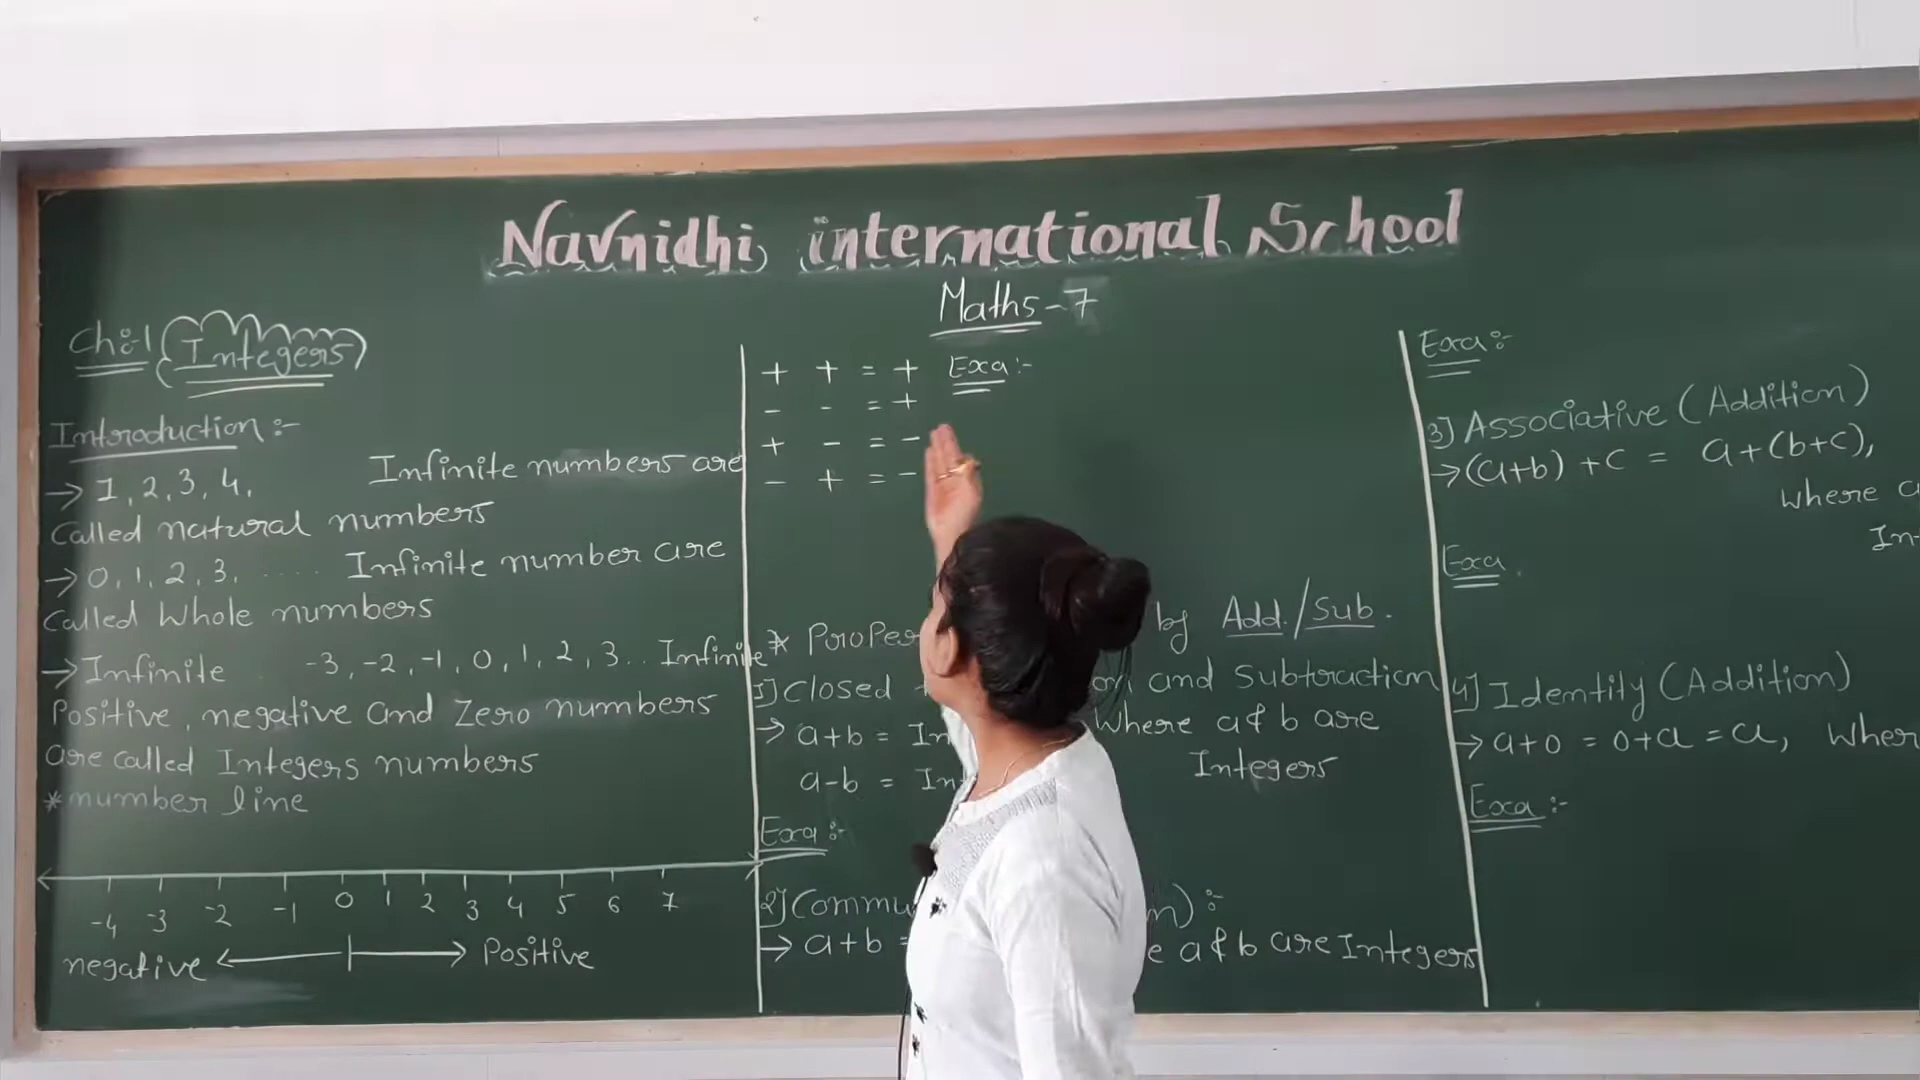 Navnidhi international School
Maths-7
Ch:-1 Integers
Introduction:-
→ 1, 2, 3, 4, Infinite numbers are
Called natural numbers
→ 0, 1, 2, 3, ..... Infinite number are
Called Whole numbers
→ Infinite -3, -2, -1, 0, 1, 2, 3... Infinite
Positive, negative and Zero numbers
are called Integers numbers
*number line
-4 -3 -2 -1 0 1 2 3 4 5 6 7
negative Positive
+ + = + Exa:-
- - = +
+ - = -
- + = -
* by Add./Sub.
1] Closed and Subtraction
→ a+b = Where a & b are
a-b = Integers
Exa:-
2]
→ a+b = a & b are Integers
Exa:-
3] Associative (Addition)
→ (a+b) + c = a+(b+c),
Where
Exa.
4] Identity (Addition)
→ a+0 = 0+a = a,
Exa:-